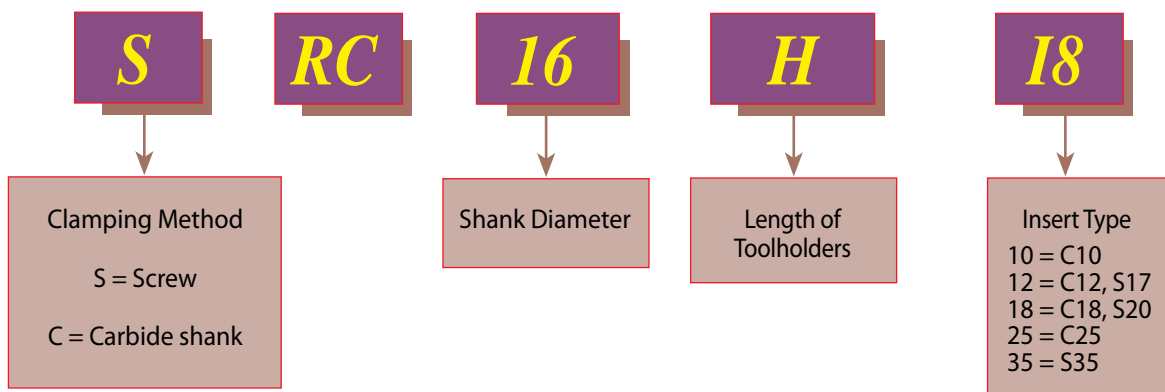 S RC 16 H I8
Clamping Method
S = Screw
C = Carbide shank
Shank Diameter
Length of
Toolholders
Insert Type
10 = C10
12 = C12, S17
18 = C18, S20
25 = C25
35 = S35